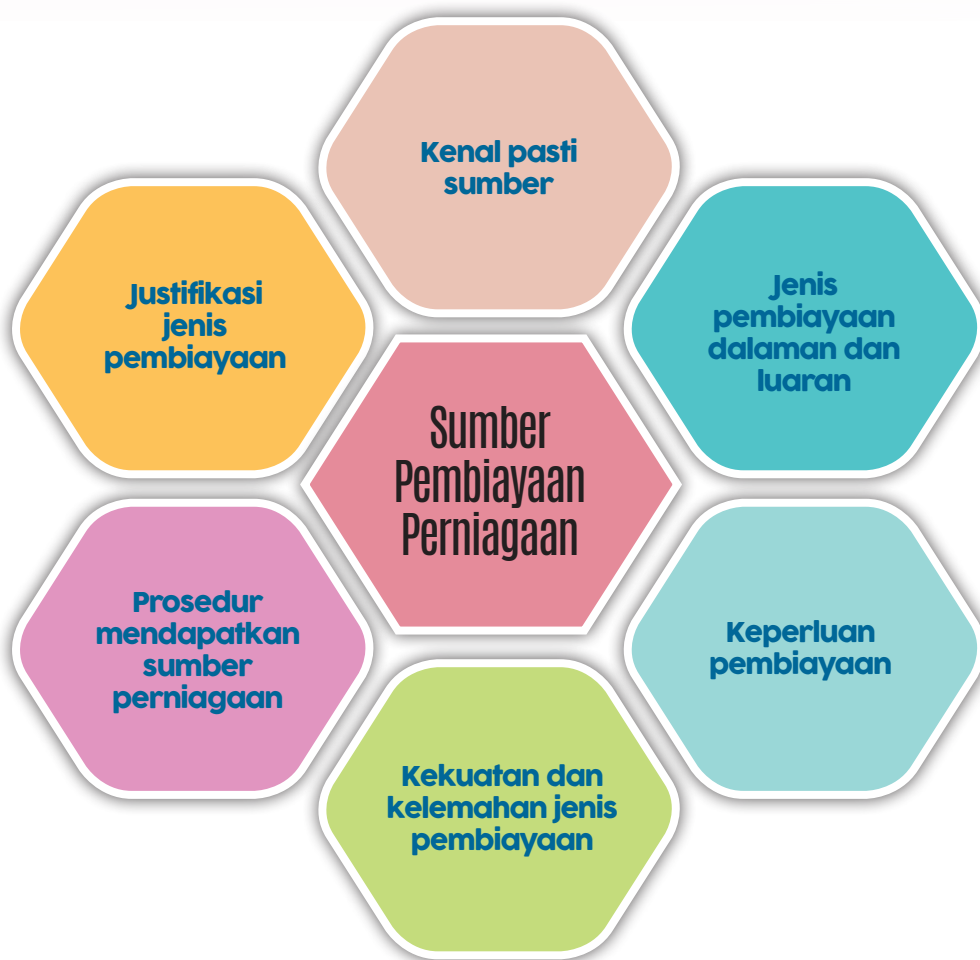 Kenal pasti
sumber
Jenis
pembiayaan
dalaman dan
luaran
Keperluan
pembiayaan
Kekuatan dan
kelemahan jenis
pembiayaan
Prosedur
mendapatkan
sumber
perniagaan
Justifikasi
jenis
pembiayaan
Sumber
Pembiayaan
Perniagaan